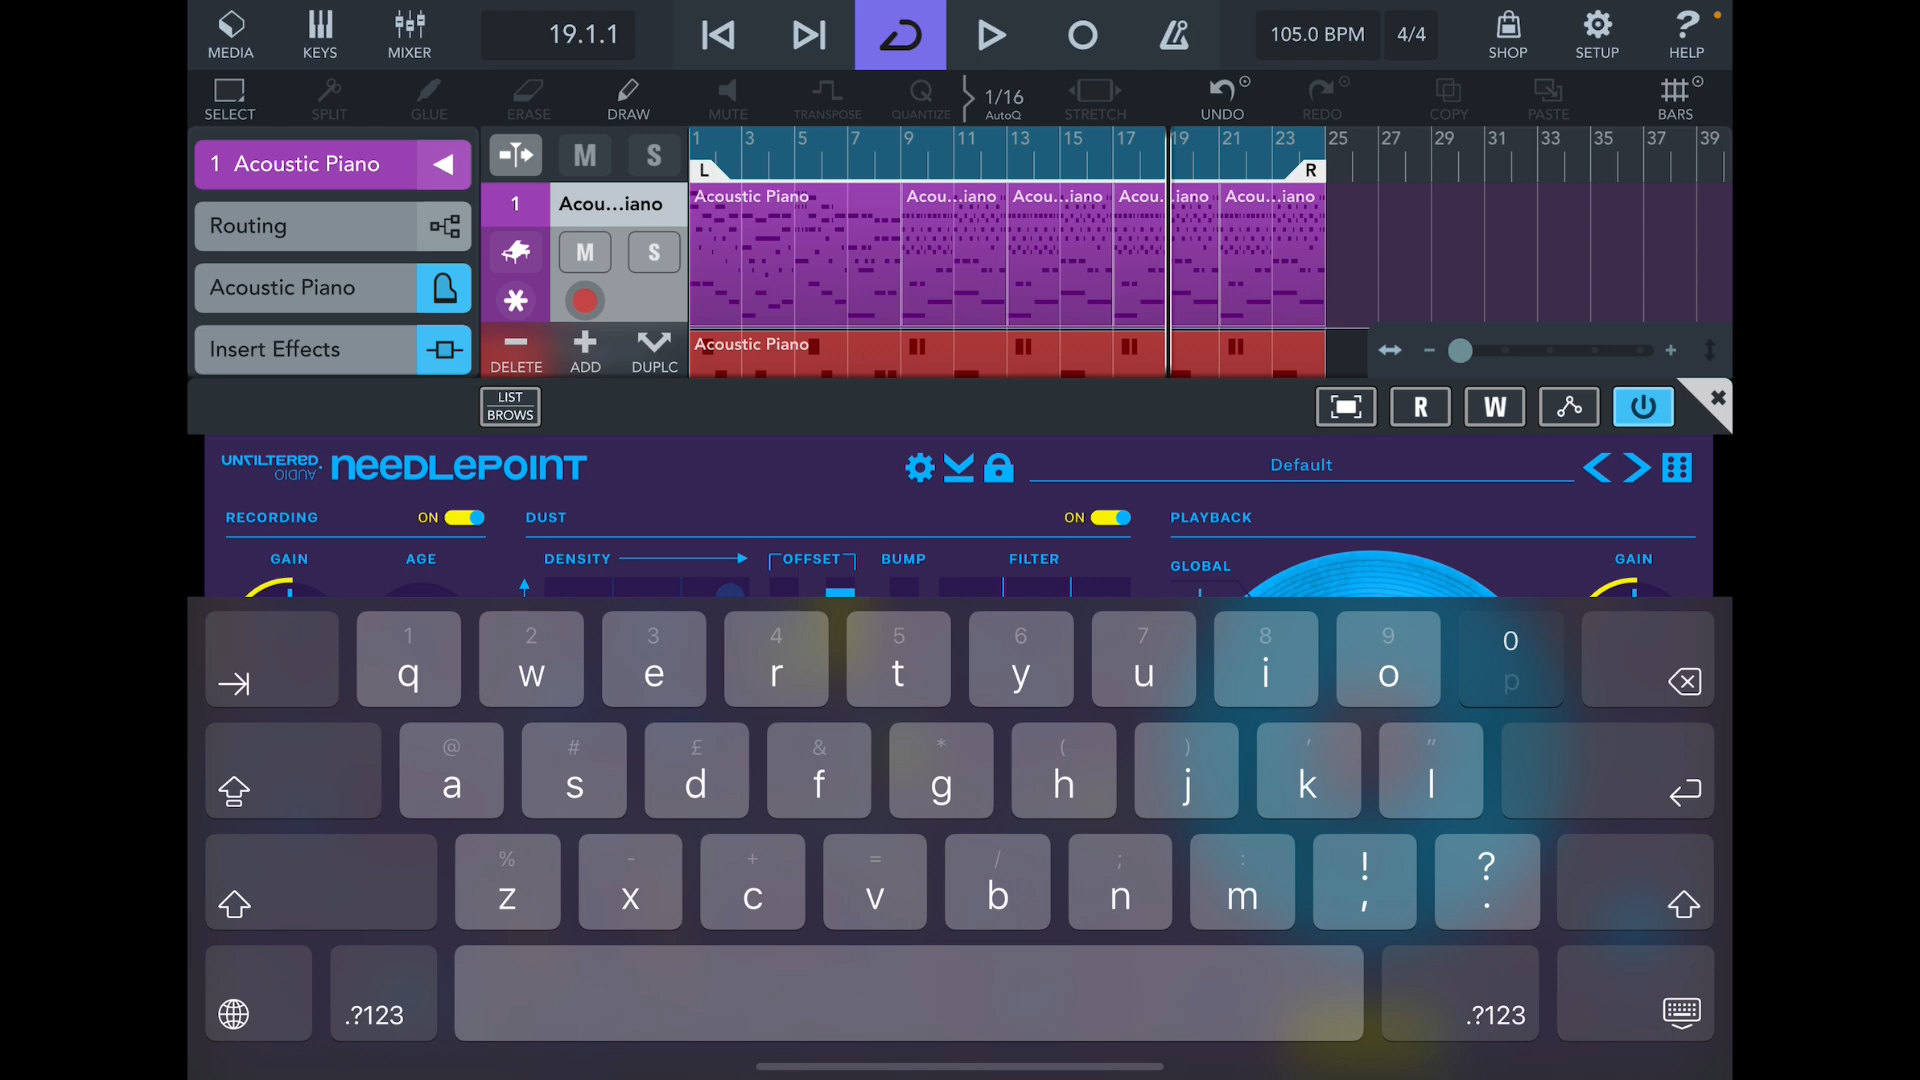 MEDIA KEYS MIXER 19.1.1 105.0 BPM 4/4 SHOP SETUP HELP
SELECT SPLIT GLUE ERASE DRAW MUTE TRANSPOSE QUANTIZE 1/16 AutoQ STRETCH UNDO REDO COPY PASTE BARS
1 Acoustic Piano M S 1 3 5 7 9 11 13 15 17 19 21 23 25 27 29 31 33 35 37 39
L R
1 Acou...iano Acoustic Piano Acou...iano Acou...iano Acou...iano Acou...iano
Routing M S
Acoustic Piano
Insert Effects DELETE ADD DUPLC Acoustic Piano
LIST
BROWS R W
UNFILTERED AUDIO NEEDLEPOINT Default
RECORDING ON DUST ON PLAYBACK
GAIN AGE DENSITY OFFSET BUMP FILTER GLOBAL GAIN
1 2 3 4 5 6 7 8 9 0
q w e r t y u i o p
@ # £ & * ( ) ' "
a s d f g h j k l
% - + = / ; : ! ?
z x c v b n m , .
.?123 .?123